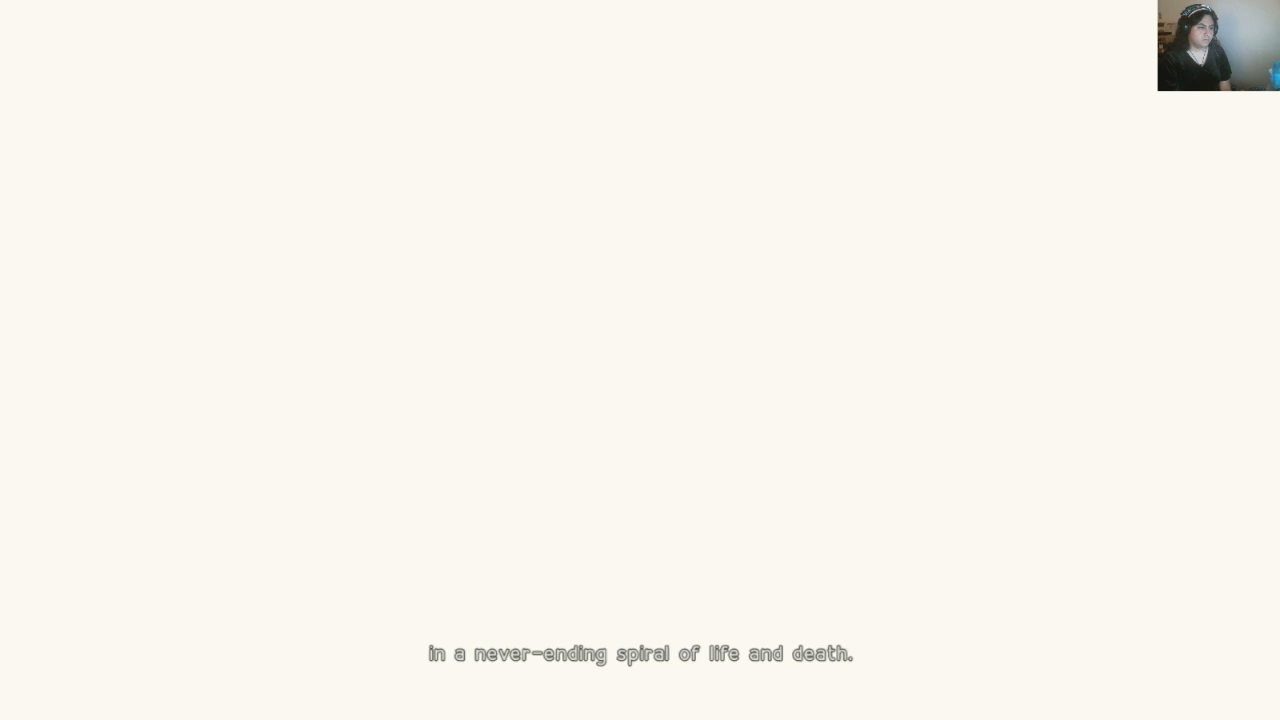 in a never-ending spiral of life and death.